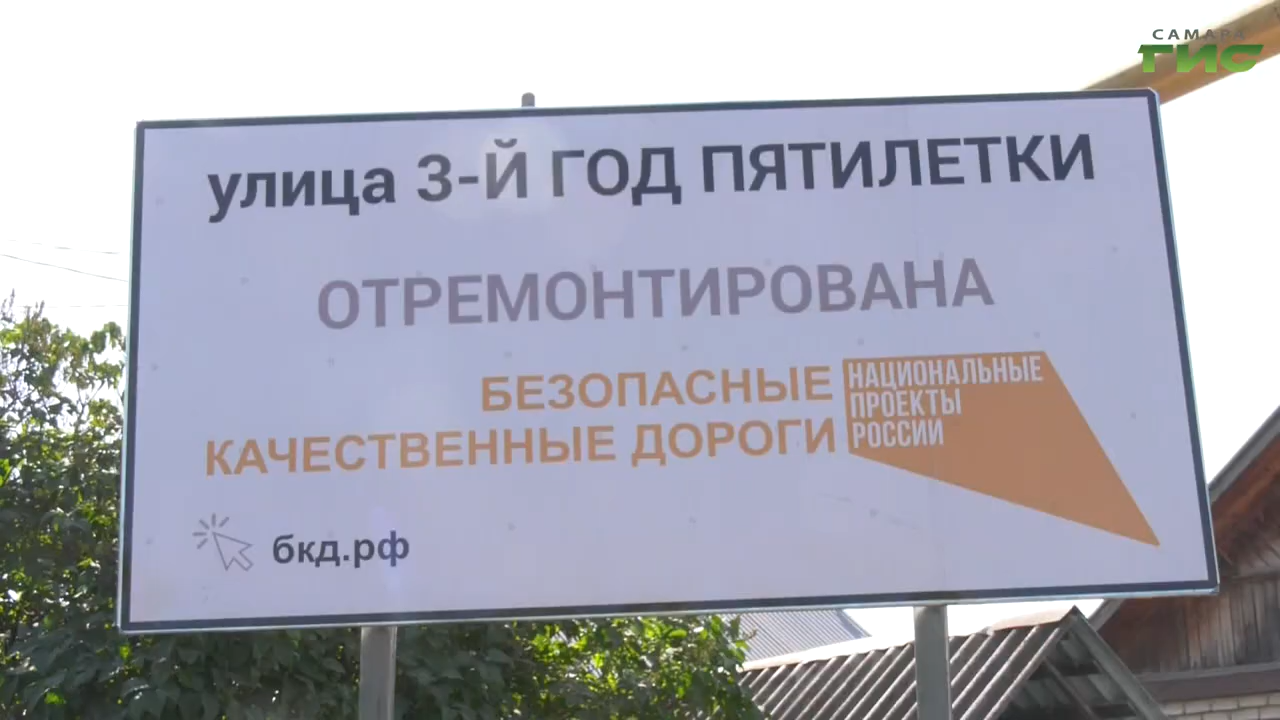 САМАРА
ГИС
улица 3-Й ГОД ПЯТИЛЕТКИ
ОТРЕМОНТИРОВАНА
БЕЗОПАСНЫЕ
КАЧЕСТВЕННЫЕ ДОРОГИ
НАЦИОНАЛЬНЫЕ
ПРОЕКТЫ
РОССИИ
бкд.рф